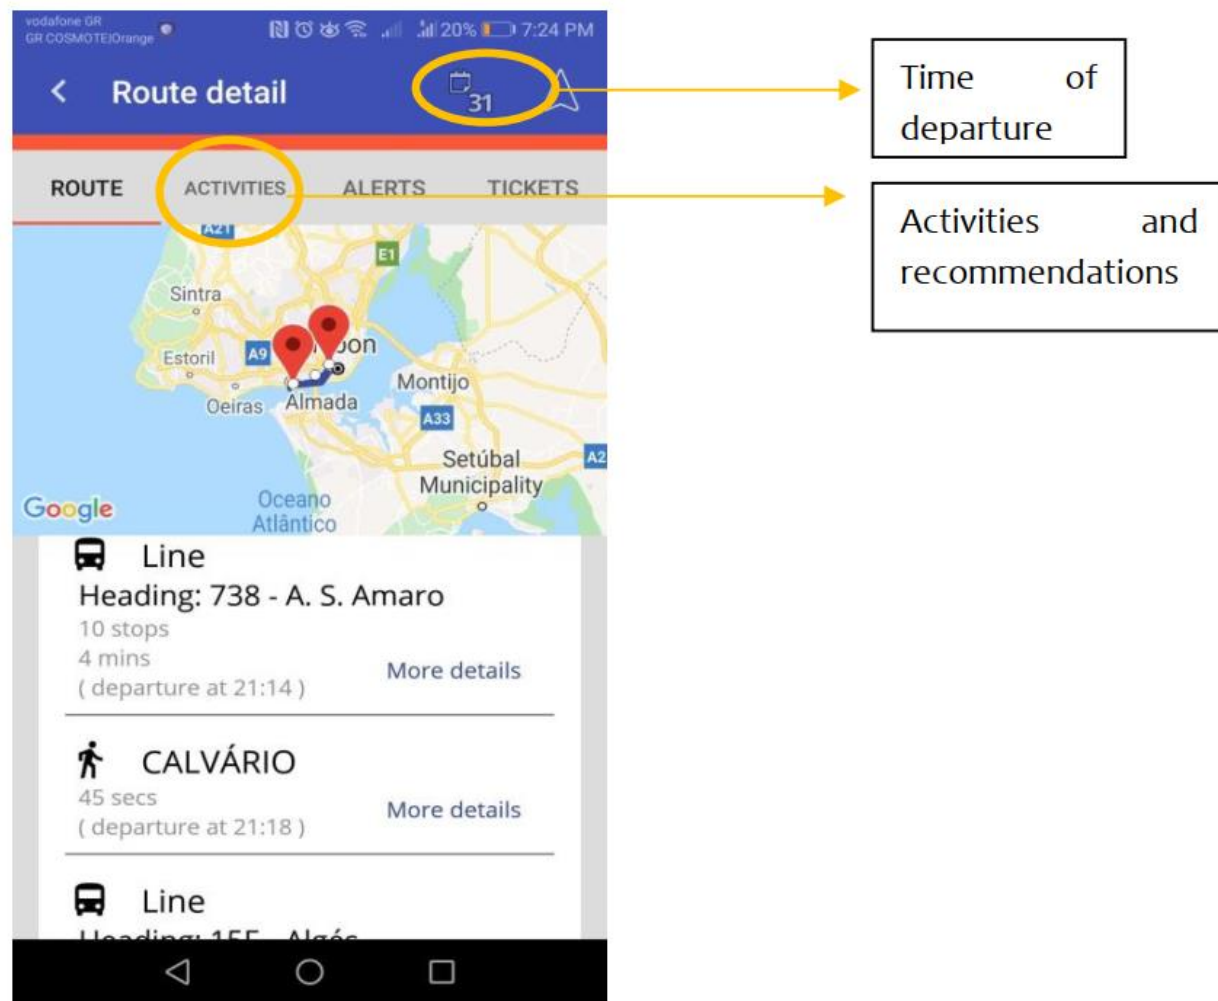 vodafone GR
GR COSMOTE|Orange
20% 7:24 PM
Route detail
31
Time of
departure
ROUTE ACTIVITIES ALERTS TICKETS
Activities and
recommendations
A21
E1
Sintra
Estoril
A9
Oeiras
Almada
Montijo
A33
Setúbal
Municipality
A2
Oceano
Atlântico
Google
Line
Heading: 738 - A. S. Amaro
10 stops
4 mins
More details
( departure at 21:14 )
CALVÁRIO
45 secs
More details
( departure at 21:18 )
Line
Heading: 15E - Algés